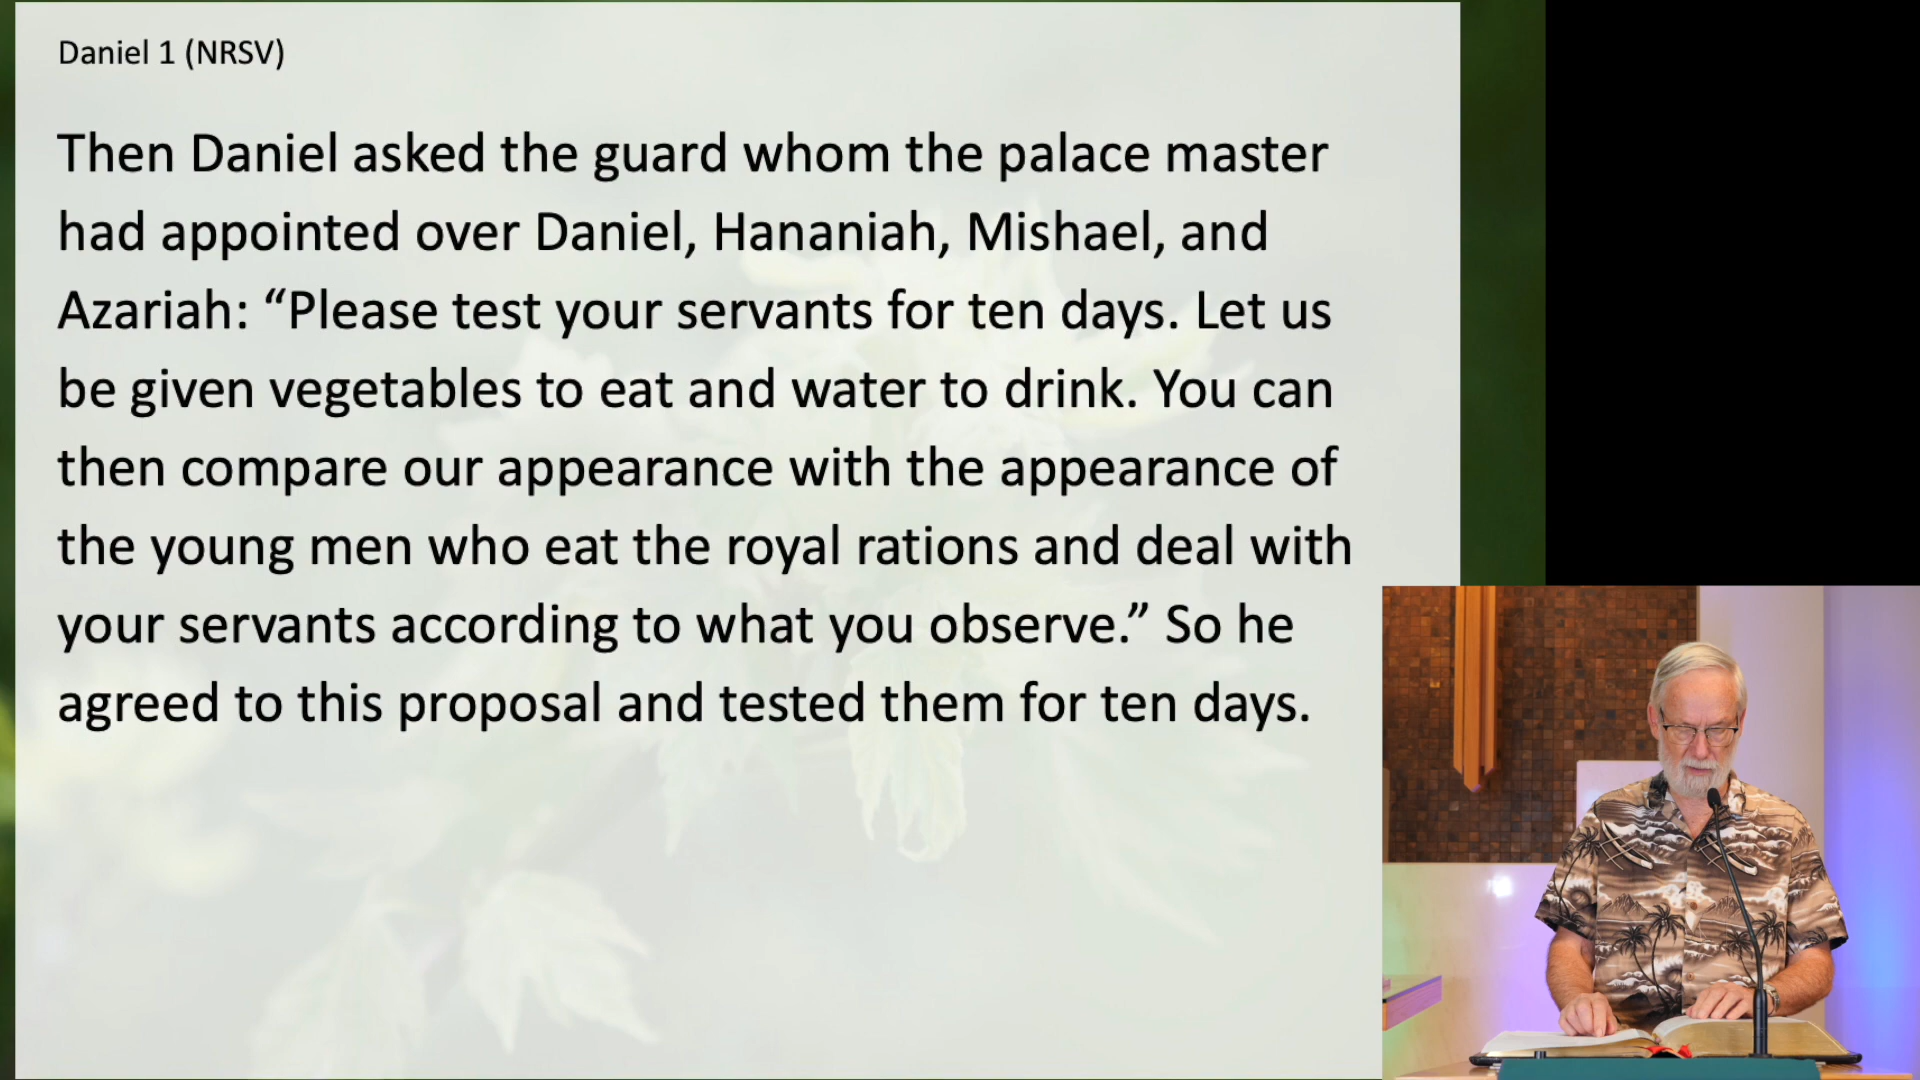 Daniel 1 (NRSV)
Then Daniel asked the guard whom the palace master
had appointed over Daniel, Hananiah, Mishael, and
Azariah: “Please test your servants for ten days. Let us
be given vegetables to eat and water to drink. You can
then compare our appearance with the appearance of
the young men who eat the royal rations and deal with
your servants according to what you observe.” So he
agreed to this proposal and tested them for ten days.